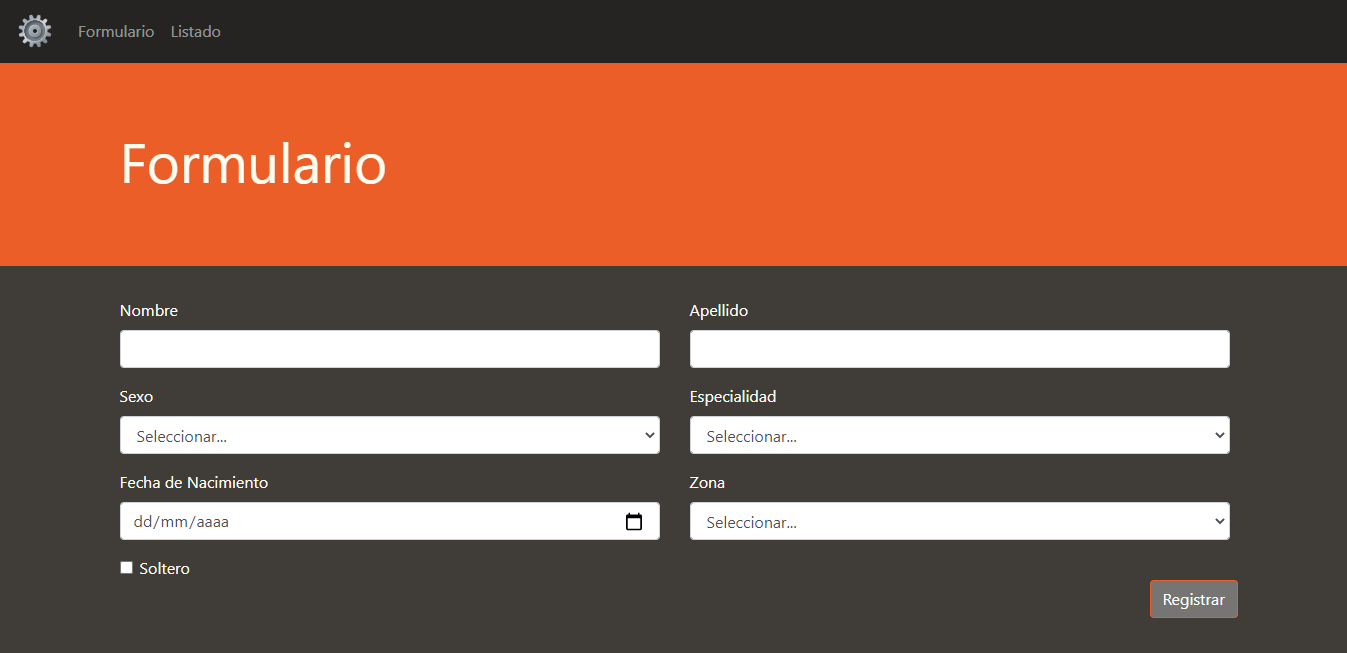 Formulario Listado
Formulario
Nombre Apellido
Sexo Especialidad
Seleccionar... Seleccionar...
Fecha de Nacimiento Zona
dd/mm/aaaa Seleccionar...
Soltero
Registrar